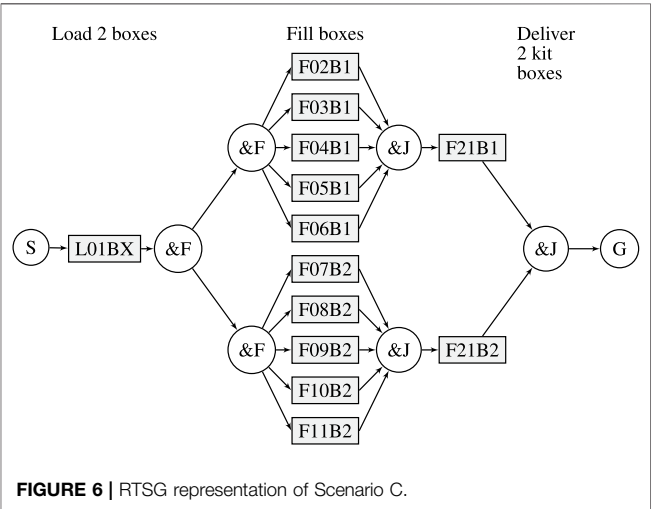 Load 2 boxes
Fill boxes
Deliver
2 kit
boxes
F02B1
F03B1
&F
F04B1
&J
F21B1
F05B1
F06B1
S
L01BX
&F
&J
G
F07B2
F08B2
&F
F09B2
&J
F21B2
F10B2
F11B2
FIGURE 6 | RTSG representation of Scenario C.